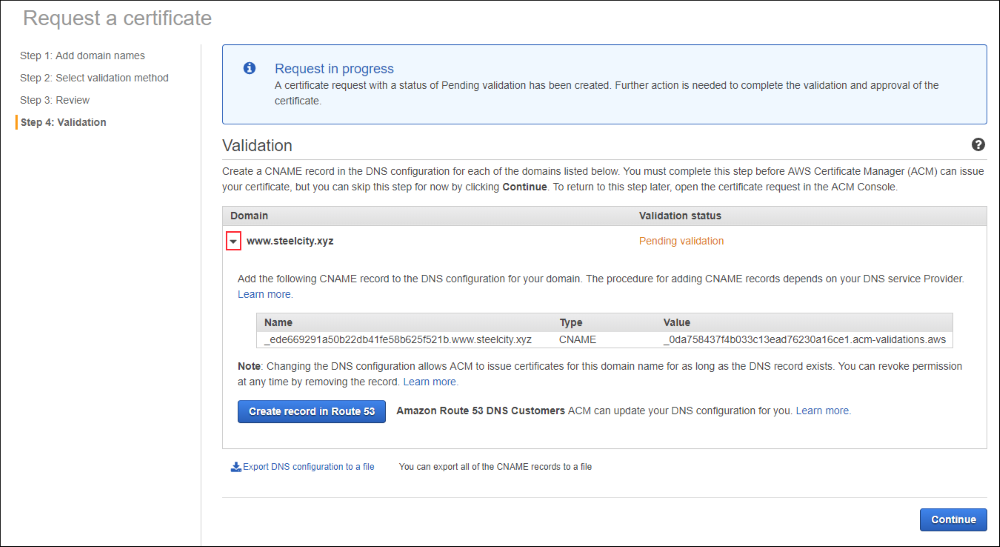 Request a certificate
Step 1: Add domain names
Step 2: Select validation method
Step 3: Review
Step 4: Validation
Request in progress
A certificate request with a status of Pending validation has been created. Further action is needed to complete the validation and approval of the
certificate.
Validation
Create a CNAME record in the DNS configuration for each of the domains listed below. You must complete this step before AWS Certificate Manager (ACM) can issue
your certificate, but you can skip this step for now by clicking Continue. To return to this step later, open the certificate request in the ACM Console.
Domain Validation status
www.steelcity.xyz Pending validation
Add the following CNAME record to the DNS configuration for your domain. The procedure for adding CNAME records depends on your DNS service Provider.
Learn more.
Name Type Value
_ede669291a50b22db41fe58b625f521b.www.steelcity.xyz CNAME _0da758437f4b033c13ead76230a16ce1.acm-validations.aws
Note: Changing the DNS configuration allows ACM to issue certificates for this domain name for as long as the DNS record exists. You can revoke permission
at any time by removing the record. Learn more.
Create record in Route 53 Amazon Route 53 DNS Customers ACM can update your DNS configuration for you. Learn more.
Export DNS configuration to a file You can export all of the CNAME records to a file
Continue